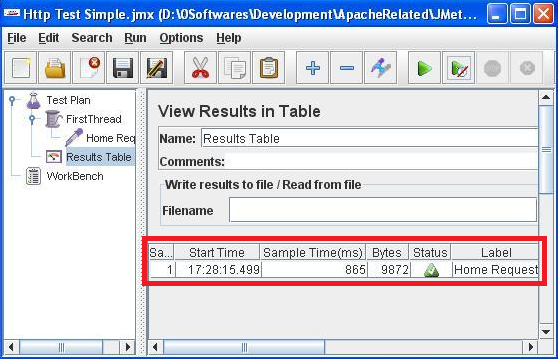 Http Test Simple.jmx (D:\0Softwares\Development\ApacheRelated\JMet...
File Edit Search Run Options Help
Test Plan
FirstThread
Home Req
Results Table
WorkBench
View Results in Table
Name: Results Table
Comments:
Write results to file / Read from file
Filename
Sa... Start Time Sample Time(ms) Bytes Status Label
1 17:28:15.499 865 9872 Home Request